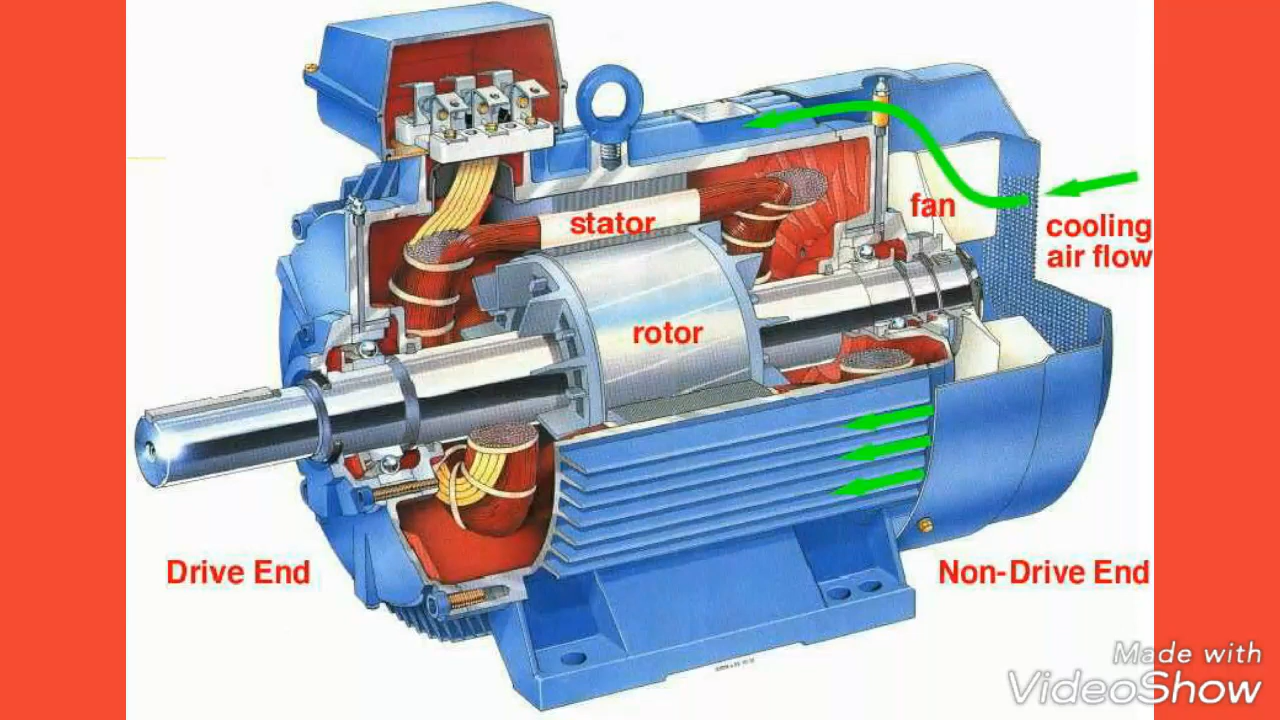 stator
fan
cooling
air flow
rotor
Drive End
Non-Drive End
Made with
VideoShow